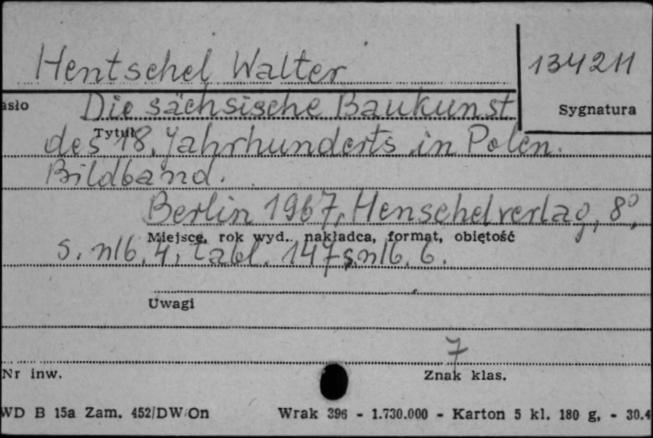 Hentschel Walter
134211
asło
Die sächsische Baukunst
Sygnatura
Tytuł
des 18. Jahrhunderts in Polen.
Bildband.
Berlin 1967, Henschelverlag, 8°,
Miejsce, rok wyd., nakładca, format, objętość
s. nlb. 4, tabl. 147 s. nlb. 6.
Uwagi
7
Nr inw.
Znak klas.
WD B 15a Zam. 452/DW/On Wrak 396 - 1.730.000 - Karton 5 kl. 180 g, - 30.4